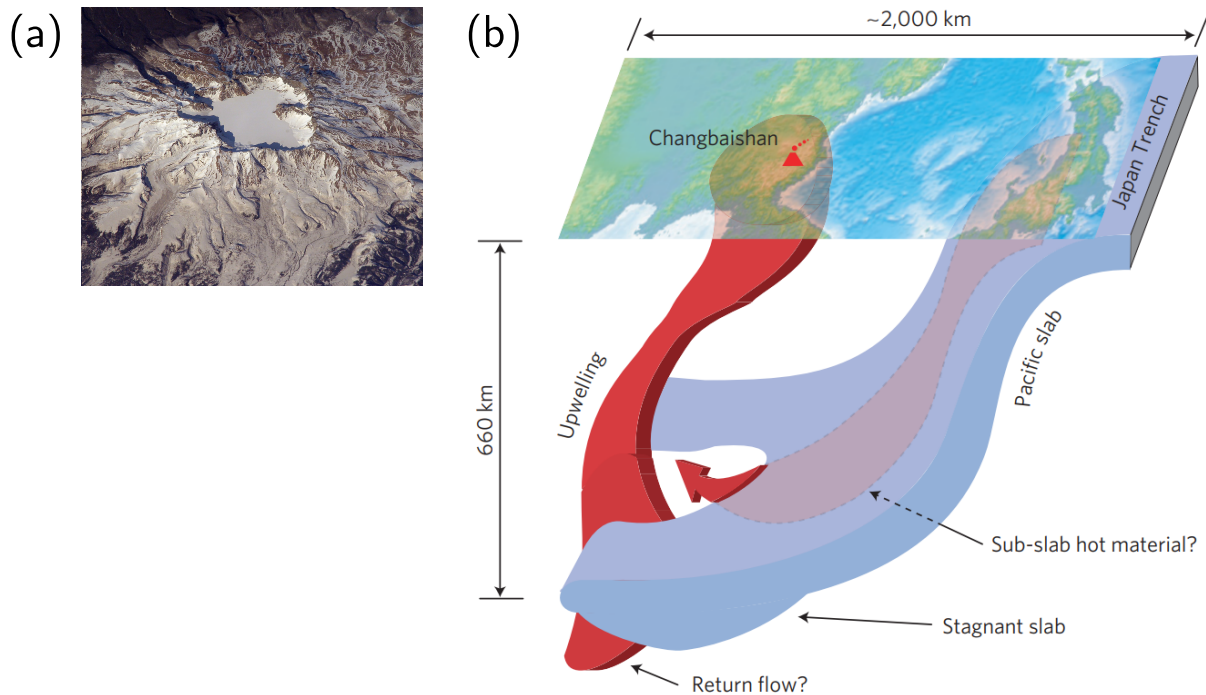 (a)
(b)
~2,000 km
Changbaishan
Japan Trench
660 km
Upwelling
Pacific slab
Sub-slab hot material?
Stagnant slab
Return flow?